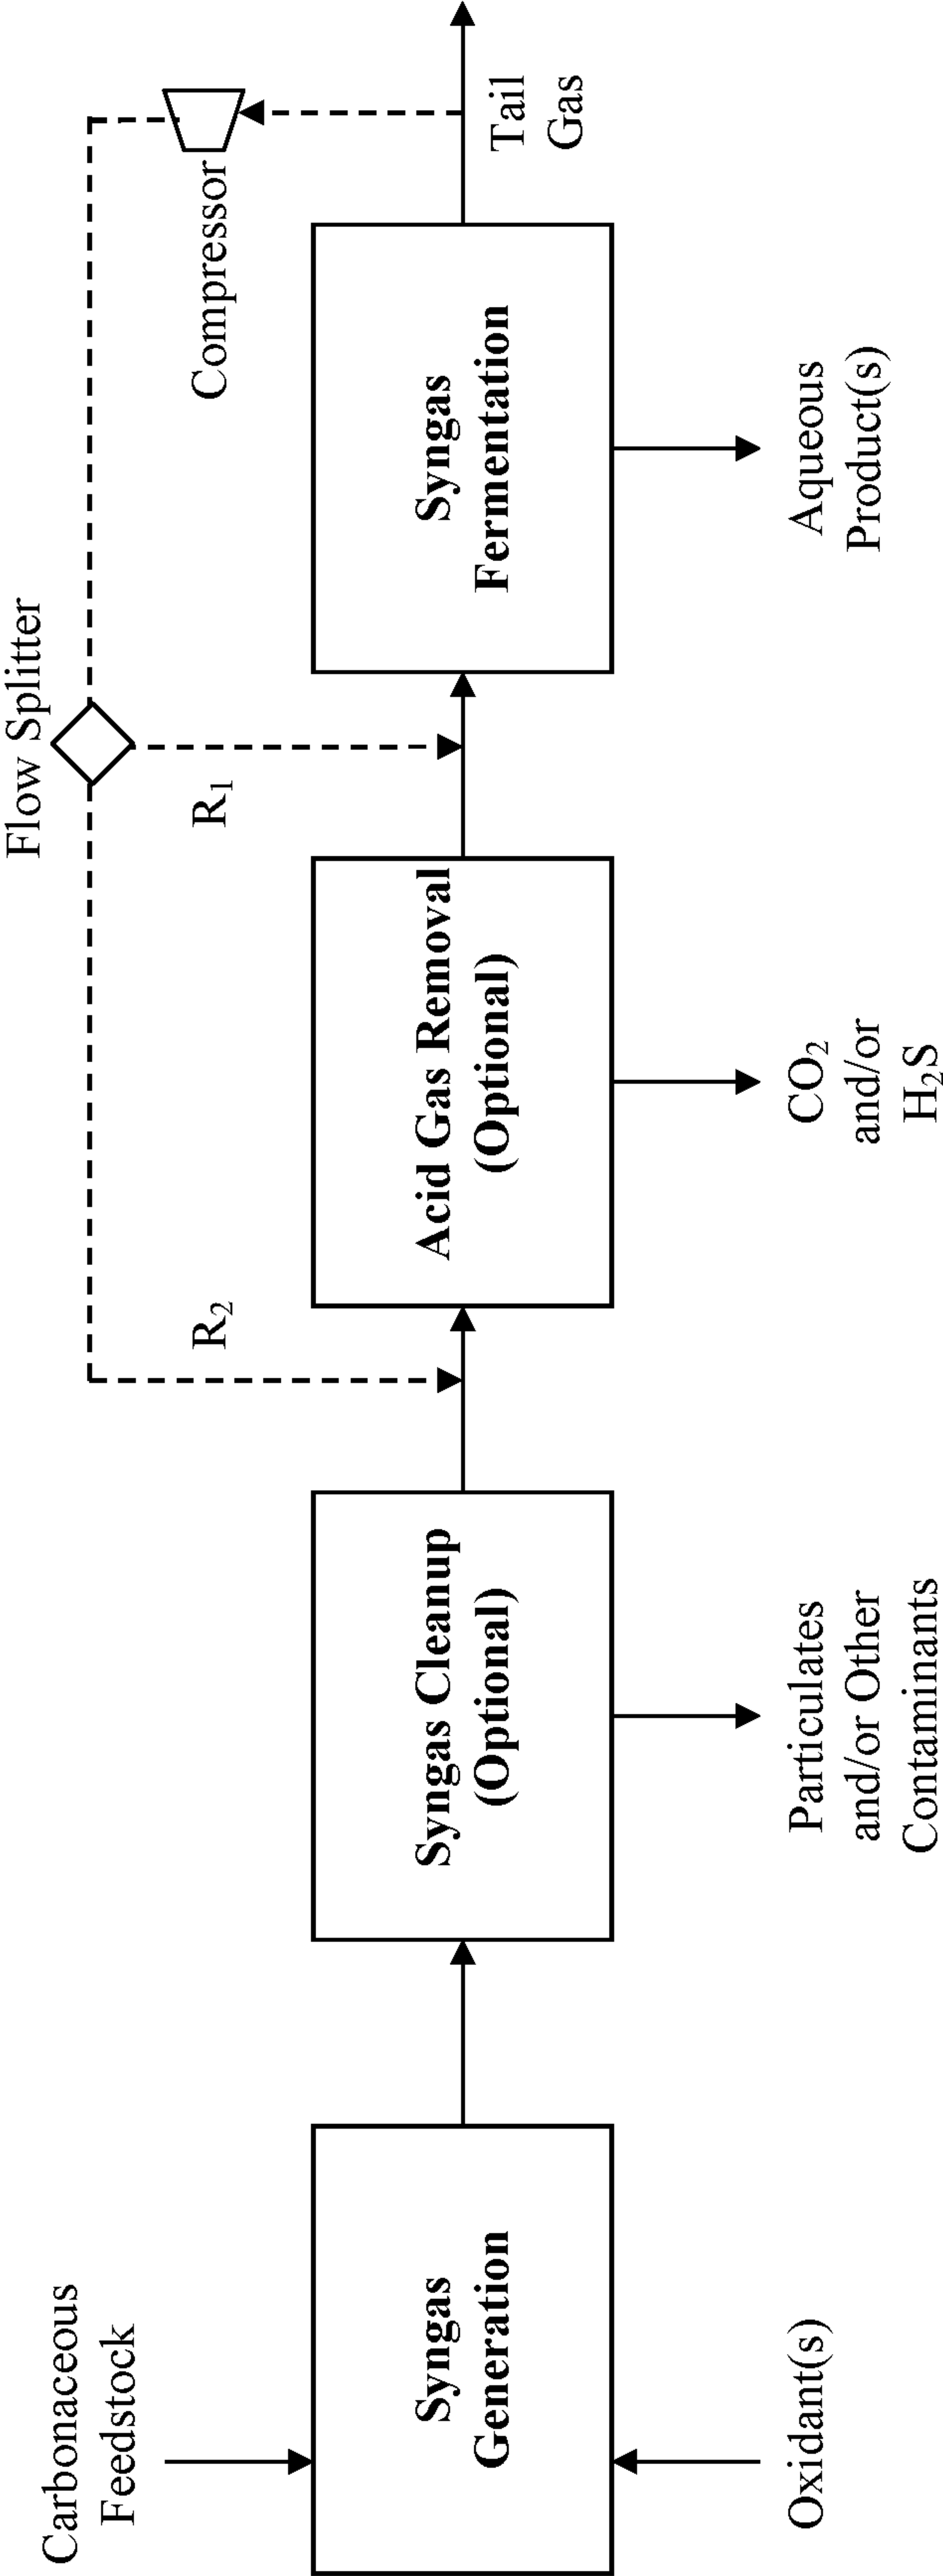 Flow Splitter
Compressor
R₂
R₁
Carbonaceous
Feedstock
Syngas
Generation
Syngas Cleanup
(Optional)
Acid Gas Removal
(Optional)
Syngas
Fermentation
Tail
Gas
Oxidant(s)
Particulates
and/or Other
Contaminants
CO₂
and/or
H₂S
Aqueous
Product(s)